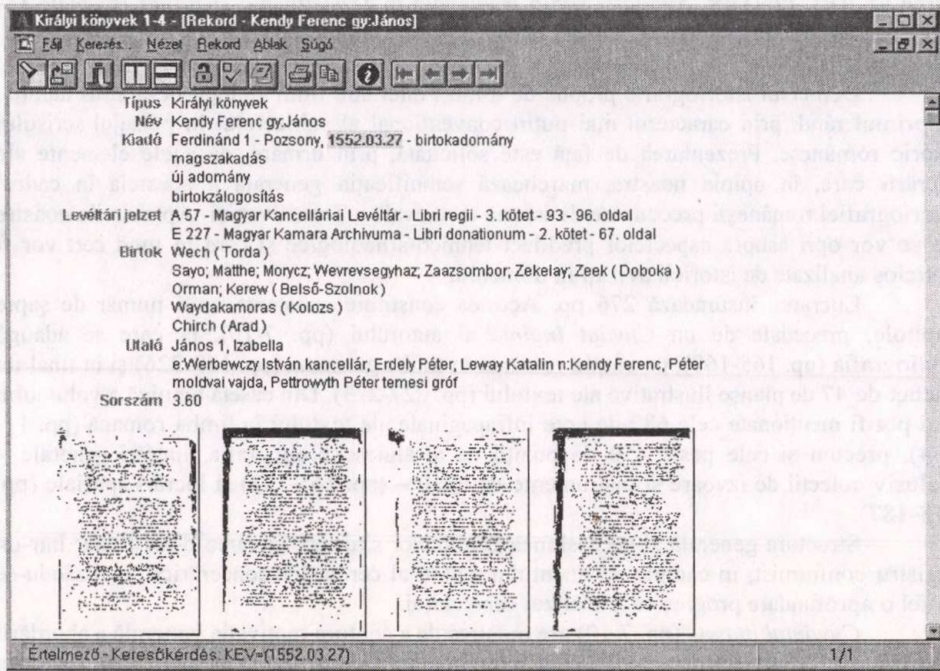 Királyi könyvek 1-4 - [Rekord - Kendy Ferenc gy:János]
Fájl Keresés... Nézet Rekord Ablak Súgó
Típus Királyi könyvek
Név Kendy Ferenc gy:János
Kiadó Ferdinánd 1 - Pozsony, 1552.03.27 - birtokadomány
magszakadás
új adomány
birtokzálogosítás
Levéltári jelzet A 57 - Magyar Kancelláriai Levéltár - Libri regii - 3. kötet - 93 - 96. oldal
E 227 - Magyar Kamara Archivuma - Libri donationum - 2. kötet - 67. oldal
Birtok Wech ( Torda )
Sayo; Matthe; Morycz; Wevrevsegyhaz; Zaazsombor; Zekelay; Zeek ( Doboka )
Orman; Kerew ( Belső-Szolnok )
Waydakamoras ( Kolozs )
Chirch ( Arad )
Utaló János 1, Izabella
ö:Werbewczy István kancellár, Erdely Péter, Leway Katalin n:Kendy Ferenc, Péter
moldvai vajda, Pettrowyth Péter temesi gróf
Sorszám 3.60
Értelmező - Keresőkérdés: KEV=(1552.03.27) 1/1